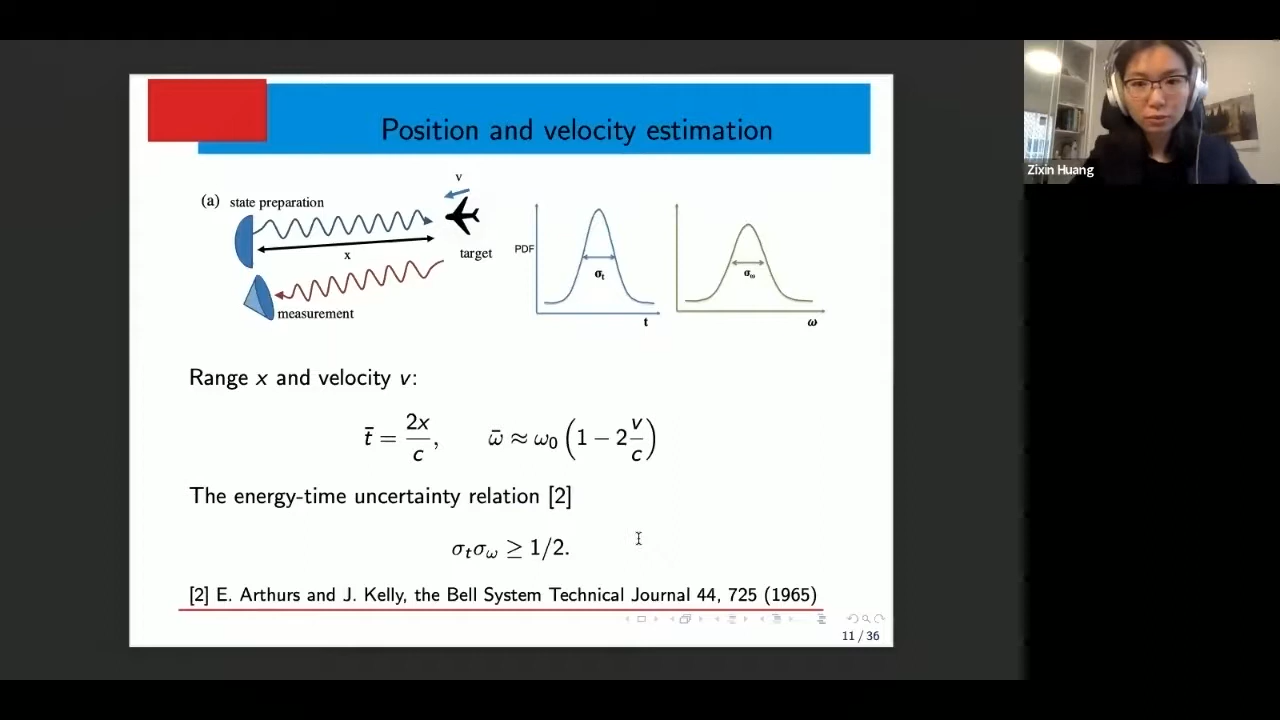 Position and velocity estimation
(a) state preparation
v
x
target
measurement
PDF
σt
t
σω
ω
Range x and velocity v:
t̄ = 2x/c, ω̄ ≈ ω₀ (1 − 2 v/c)
The energy-time uncertainty relation [2]
σtσω ≥ 1/2.
[2] E. Arthurs and J. Kelly, the Bell System Technical Journal 44, 725 (1965)
11 / 36
Zixin Huang